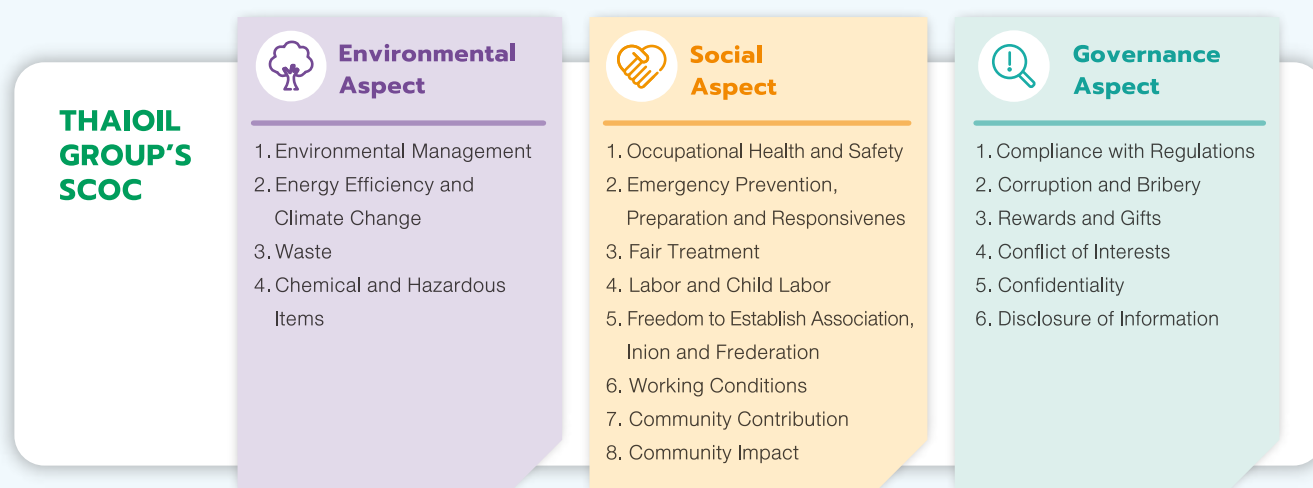 THAIOIL
GROUP'S
SCOC
Environmental
Aspect
1. Environmental Management
2. Energy Efficiency and
Climate Change
3. Waste
4. Chemical and Hazardous
Items
Social
Aspect
1. Occupational Health and Safety
2. Emergency Prevention,
Preparation and Responsivenes
3. Fair Treatment
4. Labor and Child Labor
5. Freedom to Establish Association,
Inion and Frederation
6. Working Conditions
7. Community Contribution
8. Community Impact
Governance
Aspect
1. Compliance with Regulations
2. Corruption and Bribery
3. Rewards and Gifts
4. Conflict of Interests
5. Confidentiality
6. Disclosure of Information